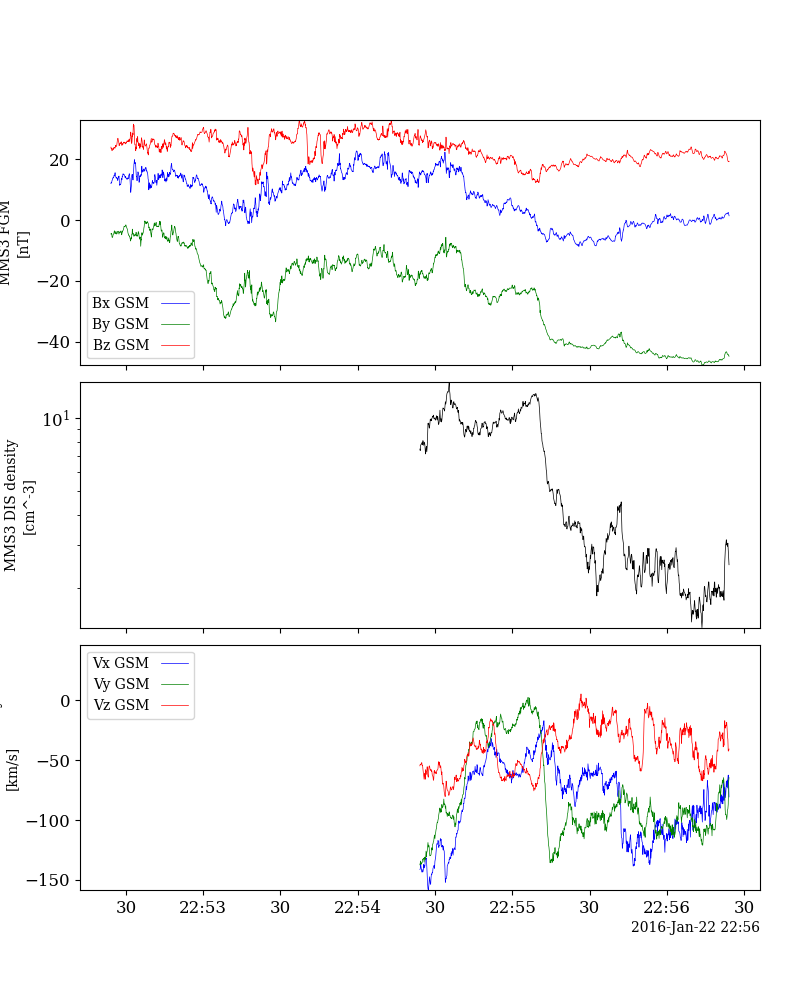 MMS3 FGM
[nT]
20
0
−20
−40
Bx GSM
By GSM
Bz GSM
MMS3 DIS density
[cm^-3]
10^1
[km/s]
0
−50
−100
−150
Vx GSM
Vy GSM
Vz GSM
30 22:53 30 22:54 30 22:55 30 22:56 30
2016-Jan-22 22:56